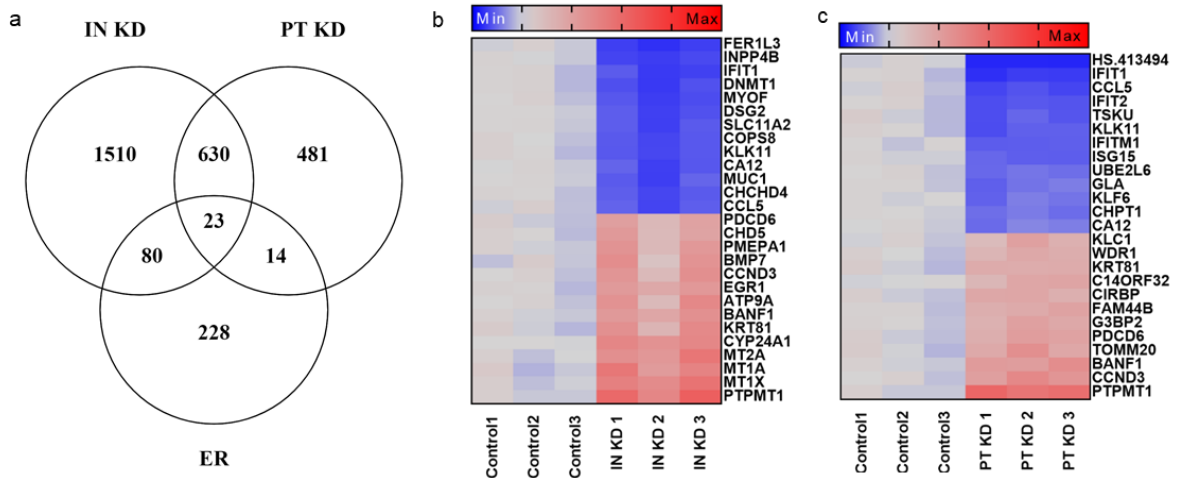 a
IN KD
PT KD
1510
630
481
23
80
14
228
ER
b
Min
Max
FER1L3
INPP4B
IFIT1
DNMT1
MYOF
DSG2
SLC11A2
COPS8
KLK11
CA12
MUC1
CHCHD4
CCL5
PDCD6
CHD5
PMEPA1
BMP7
CCND3
EGR1
ATP9A
BANF1
KRT81
CYP24A1
MT2A
MT1A
MT1X
PTPMT1
Control1
Control2
Control3
IN KD 1
IN KD 2
IN KD 3
c
Min
Max
HS.413494
IFIT1
CCL5
IFIT2
TSKU
KLK11
IFITM1
ISG15
UBE2L6
GLA
KLF6
CHPT1
CA12
KLC1
WDR1
KRT81
C14ORF32
CIRBP
FAM44B
G3BP2
PDCD6
TOMM20
BANF1
CCND3
PTPMT1
Control1
Control2
Control3
PT KD 1
PT KD 2
PT KD 3